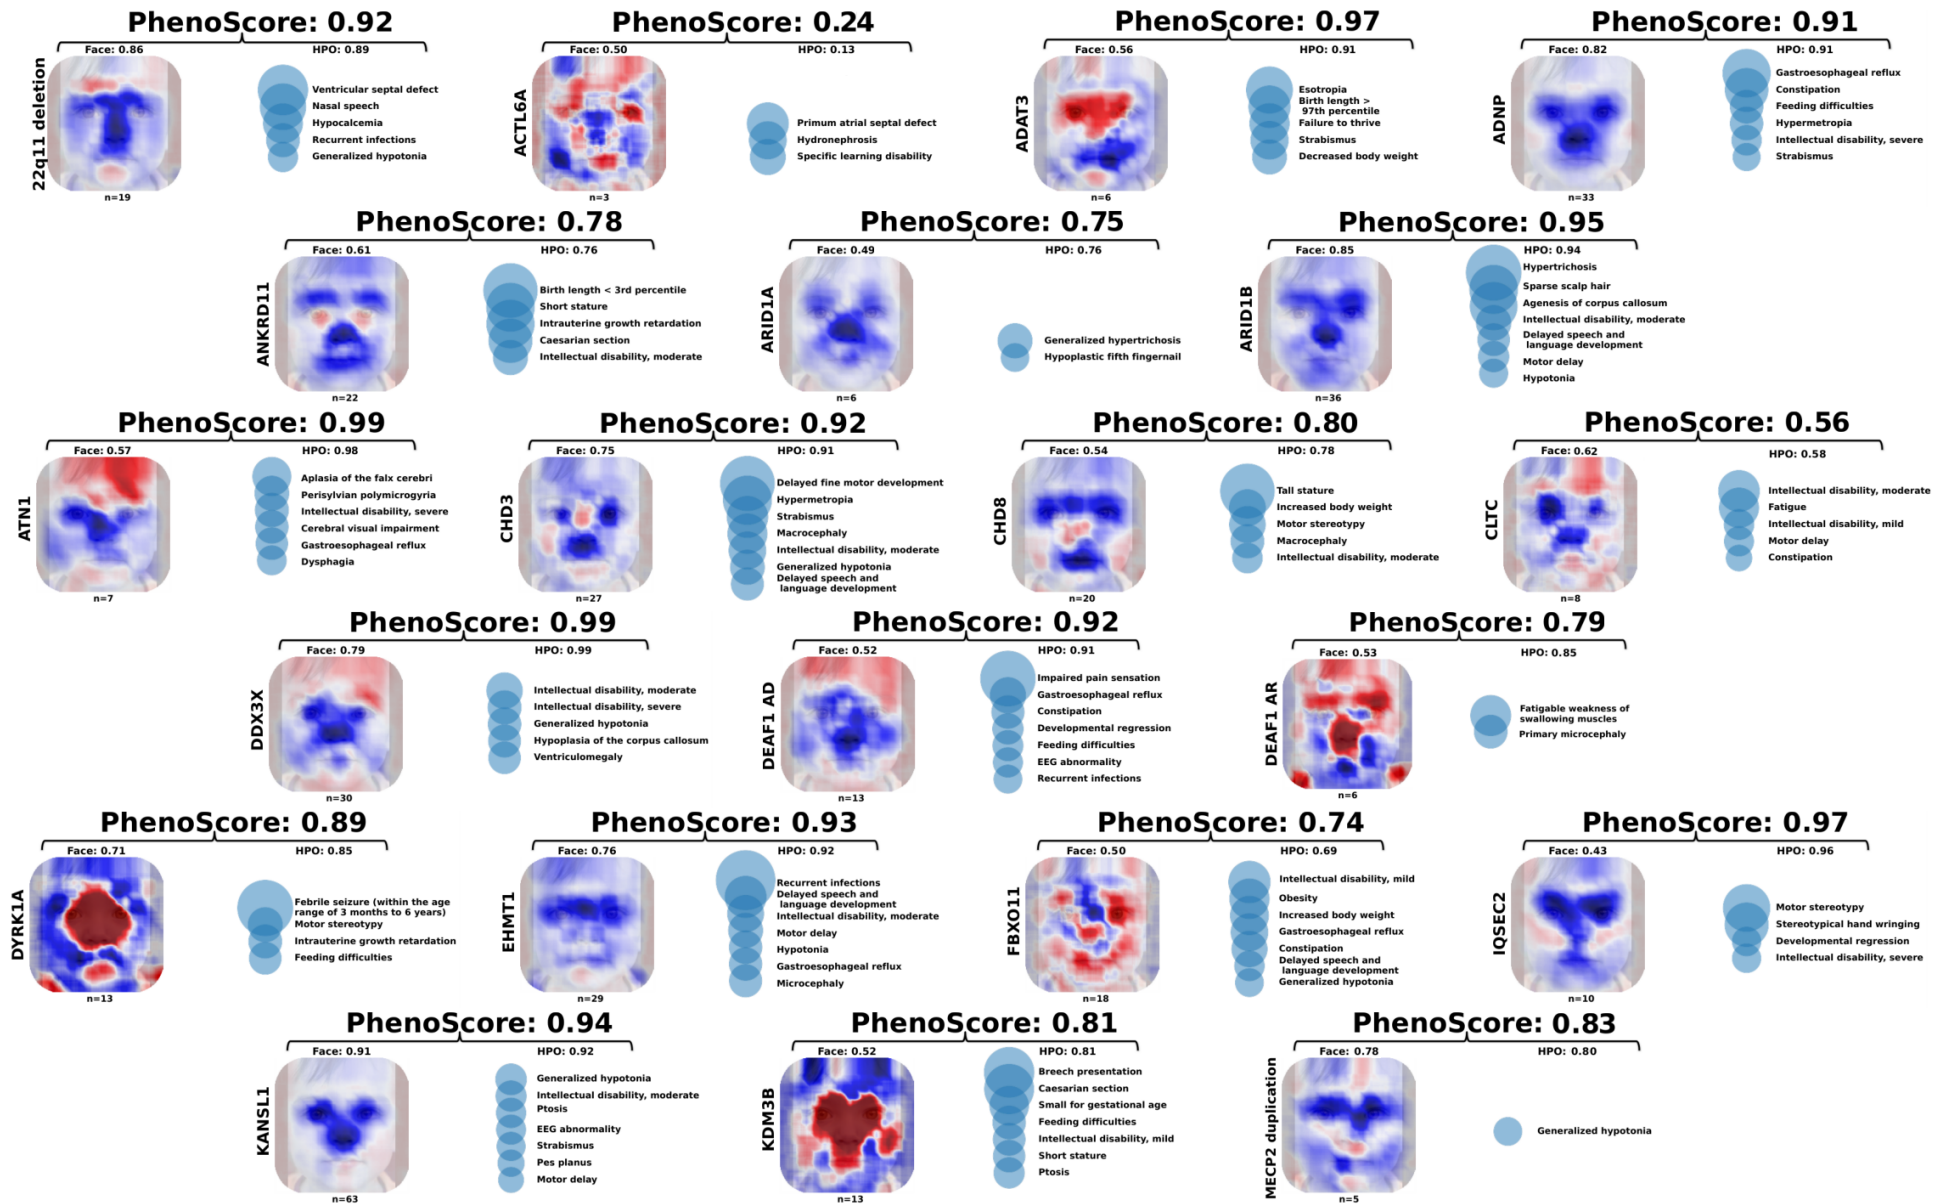 PhenoScore: 0.92
Face: 0.86
HPO: 0.89
22q11 deletion
Ventricular septal defect
Nasal speech
Hypocalcemia
Recurrent infections
Generalized hypotonia
n=19
PhenoScore: 0.24
Face: 0.50
HPO: 0.13
ACTL6A
Primum atrial septal defect
Hydronephrosis
Specific learning disability
n=3
PhenoScore: 0.97
Face: 0.56
HPO: 0.91
ADAT3
Esotropia
Birth length >
97th percentile
Failure to thrive
Strabismus
Decreased body weight
n=6
PhenoScore: 0.91
Face: 0.82
HPO: 0.91
ADNP
Gastroesophageal reflux
Constipation
Feeding difficulties
Hypermetropia
Intellectual disability, severe
Strabismus
n=33
PhenoScore: 0.78
Face: 0.61
HPO: 0.76
ANKRD11
Birth length < 3rd percentile
Short stature
Intrauterine growth retardation
Caesarian section
Intellectual disability, moderate
n=22
PhenoScore: 0.75
Face: 0.49
HPO: 0.76
ARID1A
Generalized hypertrichosis
Hypoplastic fifth fingernail
n=6
PhenoScore: 0.95
Face: 0.85
HPO: 0.94
ARID1B
Hypertrichosis
Sparse scalp hair
Agenesis of corpus callosum
Intellectual disability, moderate
Delayed speech and
language development
Motor delay
Hypotonia
n=36
PhenoScore: 0.99
Face: 0.57
HPO: 0.98
ATN1
Aplasia of the falx cerebri
Perisylvian polymicrogyria
Intellectual disability, severe
Cerebral visual impairment
Gastroesophageal reflux
Dysphagia
n=7
PhenoScore: 0.92
Face: 0.75
HPO: 0.91
CHD3
Delayed fine motor development
Hypermetropia
Strabismus
Macrocephaly
Intellectual disability, moderate
Generalized hypotonia
Delayed speech and
language development
n=27
PhenoScore: 0.80
Face: 0.54
HPO: 0.78
CHD8
Tall stature
Increased body weight
Motor stereotypy
Macrocephaly
Intellectual disability, moderate
n=20
PhenoScore: 0.56
Face: 0.62
HPO: 0.58
CLTC
Intellectual disability, moderate
Fatigue
Intellectual disability, mild
Motor delay
Constipation
n=8
PhenoScore: 0.99
Face: 0.79
HPO: 0.99
DDX3X
Intellectual disability, moderate
Intellectual disability, severe
Generalized hypotonia
Hypoplasia of the corpus callosum
Ventriculomegaly
n=30
PhenoScore: 0.92
Face: 0.52
HPO: 0.91
DEAF1 AD
Impaired pain sensation
Gastroesophageal reflux
Constipation
Developmental regression
Feeding difficulties
EEG abnormality
Recurrent infections
n=13
PhenoScore: 0.79
Face: 0.53
HPO: 0.85
DEAF1 AR
Fatigable weakness of
swallowing muscles
Primary microcephaly
n=6
PhenoScore: 0.89
Face: 0.71
HPO: 0.85
DYRK1A
Febrile seizure (within the age
range of 3 months to 6 years)
Motor stereotypy
Intrauterine growth retardation
Feeding difficulties
n=13
PhenoScore: 0.93
Face: 0.76
HPO: 0.92
EHMT1
Recurrent infections
Delayed speech and
language development
Intellectual disability, moderate
Motor delay
Hypotonia
Gastroesophageal reflux
Microcephaly
n=29
PhenoScore: 0.74
Face: 0.50
HPO: 0.69
FBXO11
Intellectual disability, mild
Obesity
Increased body weight
Gastroesophageal reflux
Constipation
Delayed speech and
language development
Generalized hypotonia
n=18
PhenoScore: 0.97
Face: 0.43
HPO: 0.96
IQSEC2
Motor stereotypy
Stereotypical hand wringing
Developmental regression
Intellectual disability, severe
n=10
PhenoScore: 0.94
Face: 0.91
HPO: 0.92
KANSL1
Generalized hypotonia
Intellectual disability, moderate
Ptosis
EEG abnormality
Strabismus
Pes planus
Motor delay
n=63
PhenoScore: 0.81
Face: 0.52
HPO: 0.81
KDM3B
Breech presentation
Caesarian section
Small for gestational age
Feeding difficulties
Intellectual disability, mild
Short stature
Ptosis
n=13
PhenoScore: 0.83
Face: 0.78
HPO: 0.80
MECP2 duplication
Generalized hypotonia
n=5